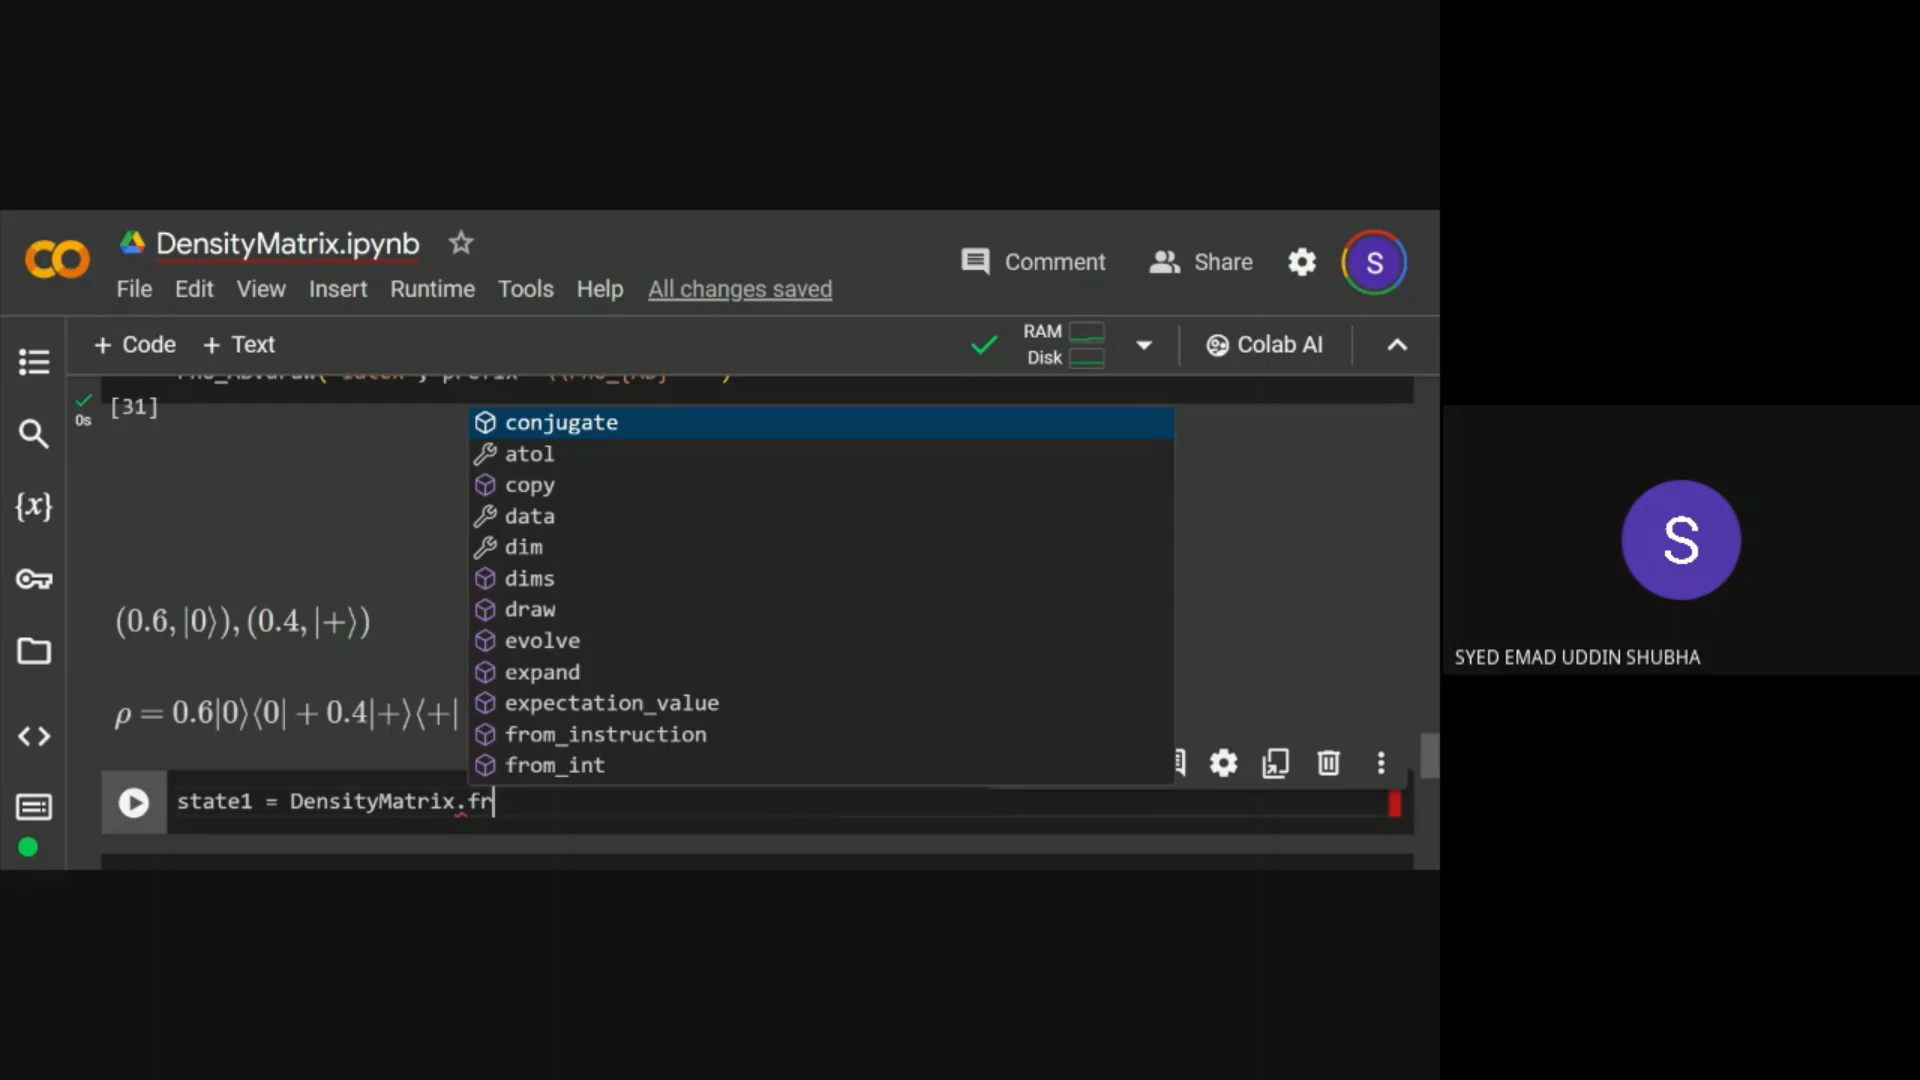 DensityMatrix.ipynb
Comment
Share
S
File Edit View Insert Runtime Tools Help All changes saved
+ Code + Text
RAM
Disk
Colab AI
[31]
0s
conjugate
atol
copy
data
dim
dims
draw
evolve
expand
expectation_value
from_instruction
from_int
{x}
(0.6, |0⟩), (0.4, |+⟩)
ρ = 0.6|0⟩⟨0| + 0.4|+⟩⟨+|
state1 = DensityMatrix.fr
S
SYED EMAD UDDIN SHUBHA